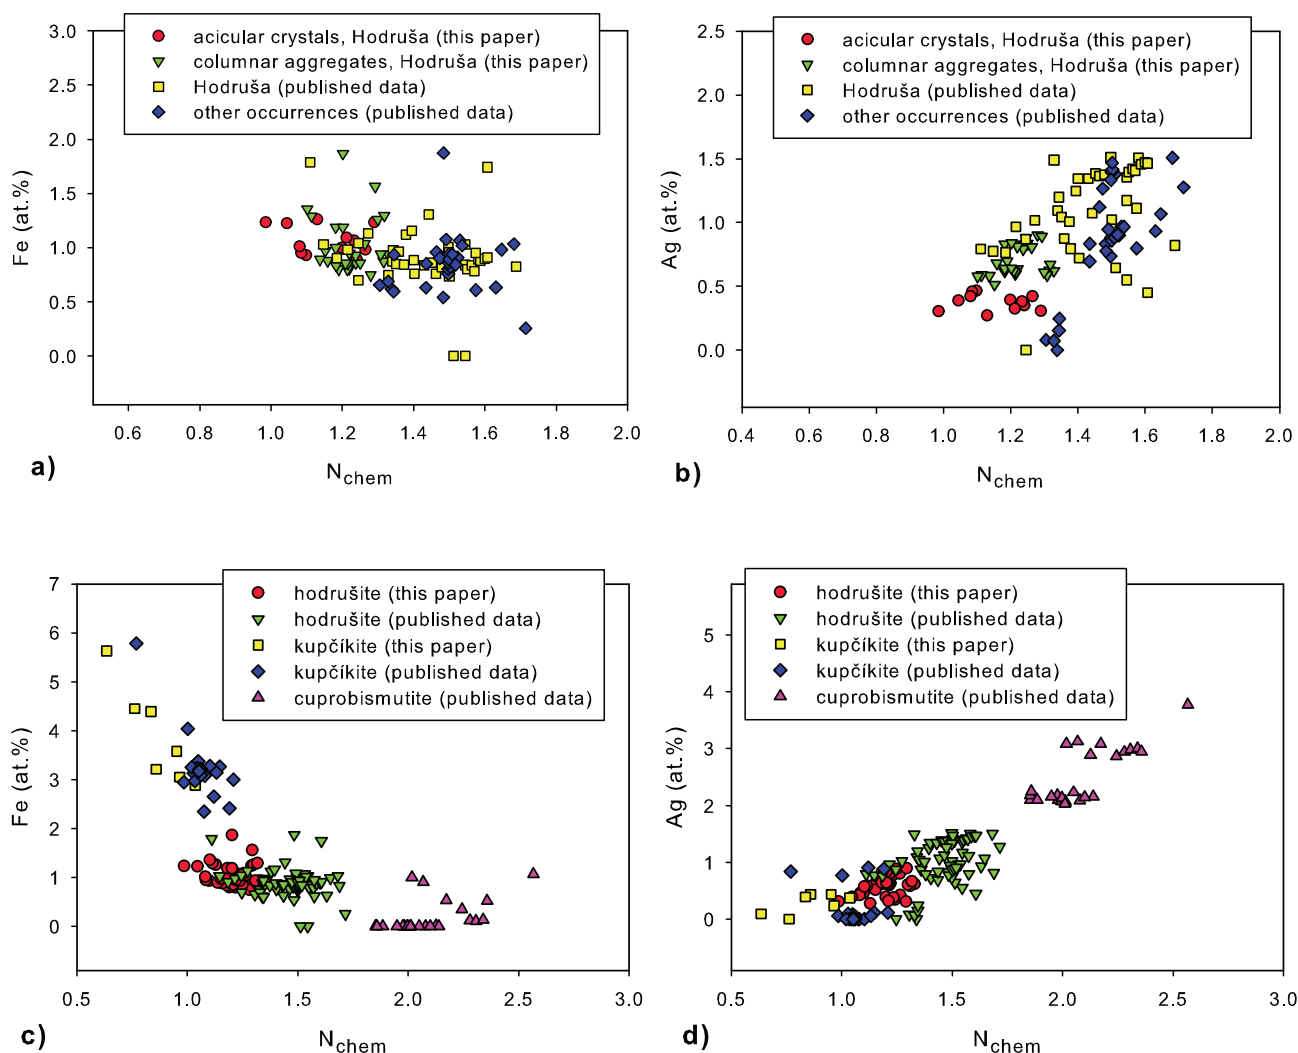 3.0
2.5
2.0
1.5
1.0
0.5
0.0
Fe (at.%)
acicular crystals, Hodruša (this paper)
columnar aggregates, Hodruša (this paper)
Hodruša (published data)
other occurrences (published data)
0.6 0.8 1.0 1.2 1.4 1.6 1.8 2.0
a)
Nchem
2.5
2.0
1.5
1.0
0.5
0.0
Ag (at.%)
acicular crystals, Hodruša (this paper)
columnar aggregates, Hodruša (this paper)
Hodruša (published data)
other occurrences (published data)
0.4 0.6 0.8 1.0 1.2 1.4 1.6 1.8 2.0
b)
Nchem
7
6
5
4
3
2
1
0
Fe (at.%)
hodrušite (this paper)
hodrušite (published data)
kupčíkite (this paper)
kupčíkite (published data)
cuprobismutite (published data)
0.5 1.0 1.5 2.0 2.5 3.0
c)
Nchem
5
4
3
2
1
0
Ag (at.%)
hodrušite (this paper)
hodrušite (published data)
kupčíkite (this paper)
kupčíkite (published data)
cuprobismutite (published data)
0.5 1.0 1.5 2.0 2.5 3.0
d)
Nchem